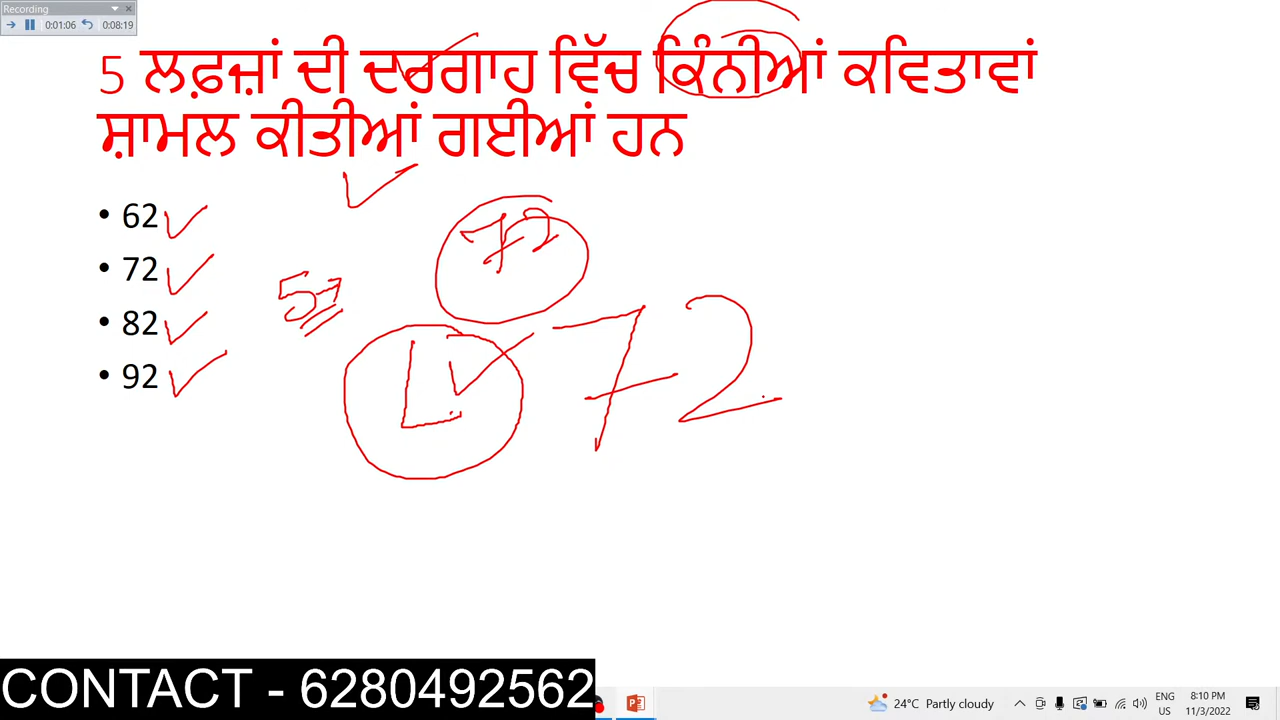 Recording
0:01:06 0:08:19
5 ਲਫ਼ਜ਼ਾਂ ਦੀ ਦਰਗਾਹ ਵਿੱਚ ਕਿੰਨੀਆਂ ਕਵਿਤਾਵਾਂ
ਸ਼ਾਮਲ ਕੀਤੀਆਂ ਗਈਆਂ ਹਨ
• 62
• 72
• 82
• 92
72
72
CONTACT - 6280492562
24°C Partly cloudy
ENG
US
8:10 PM
11/3/2022